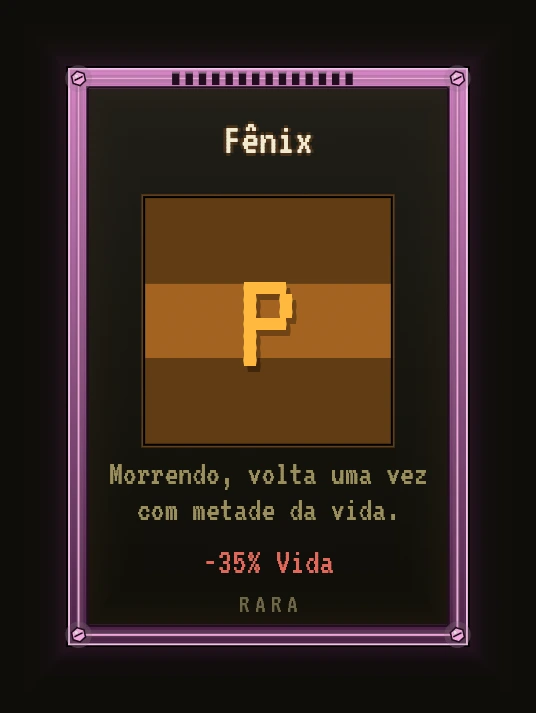 Fênix
P
Morrendo, volta uma vez
com metade da vida.
-35% Vida
RARA